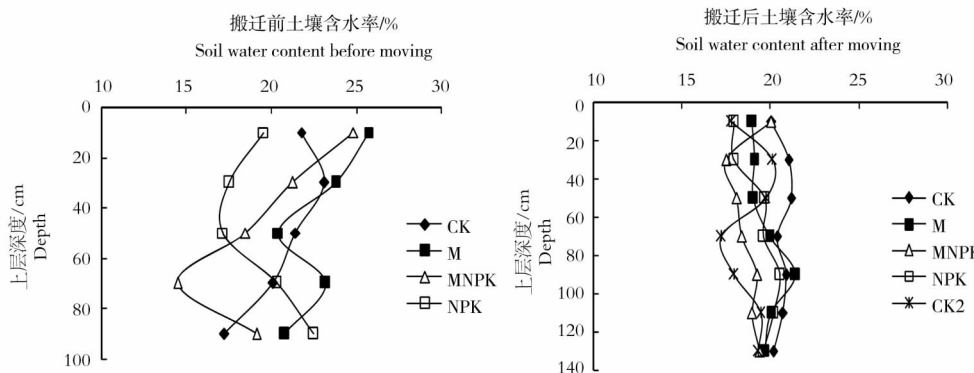 搬迁前土壤含水率/%
Soil water content before moving
10 15 20 25 30
0
20
40
60
80
100
上层深度/cm
Depth
CK
M
MNPK
NPK
搬迁后土壤含水率/%
Soil water content after moving
10 15 20 25 30
0
20
40
60
80
100
120
140
上层深度/cm
Depth
CK
M
MNPK
NPK
CK2